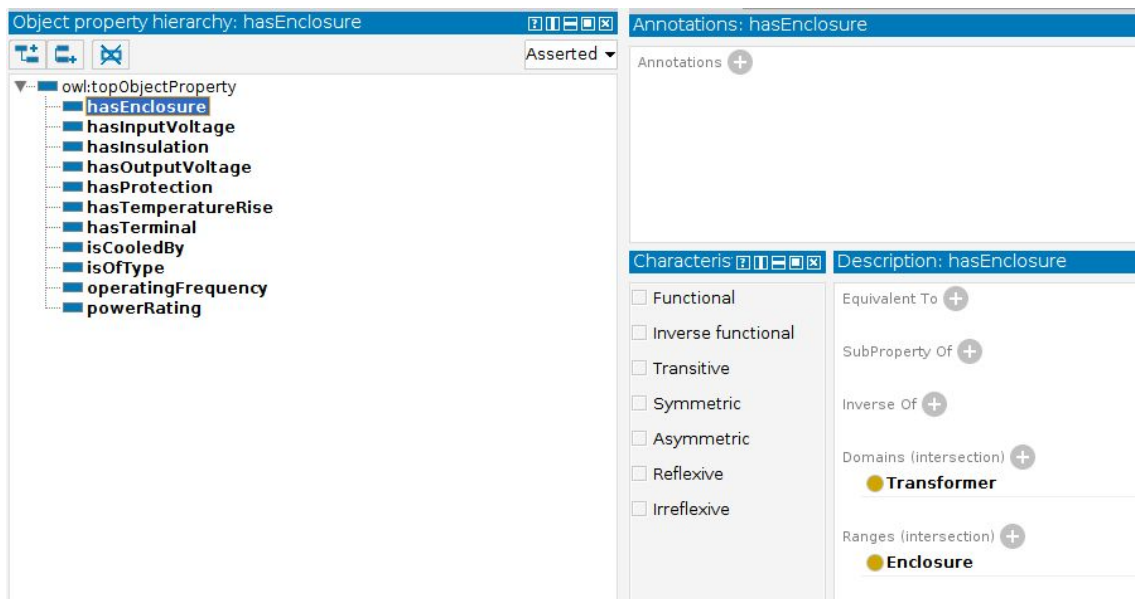 Object property hierarchy: hasEnclosure
Asserted
owl:topObjectProperty
hasEnclosure
hasInputVoltage
hasInsulation
hasOutputVoltage
hasProtection
hasTemperatureRise
hasTerminal
isCooledBy
isOfType
operatingFrequency
powerRating
Annotations: hasEnclosure
Annotations
Characteris
Functional
Inverse functional
Transitive
Symmetric
Asymmetric
Reflexive
Irreflexive
Description: hasEnclosure
Equivalent To
SubProperty Of
Inverse Of
Domains (intersection)
Transformer
Ranges (intersection)
Enclosure